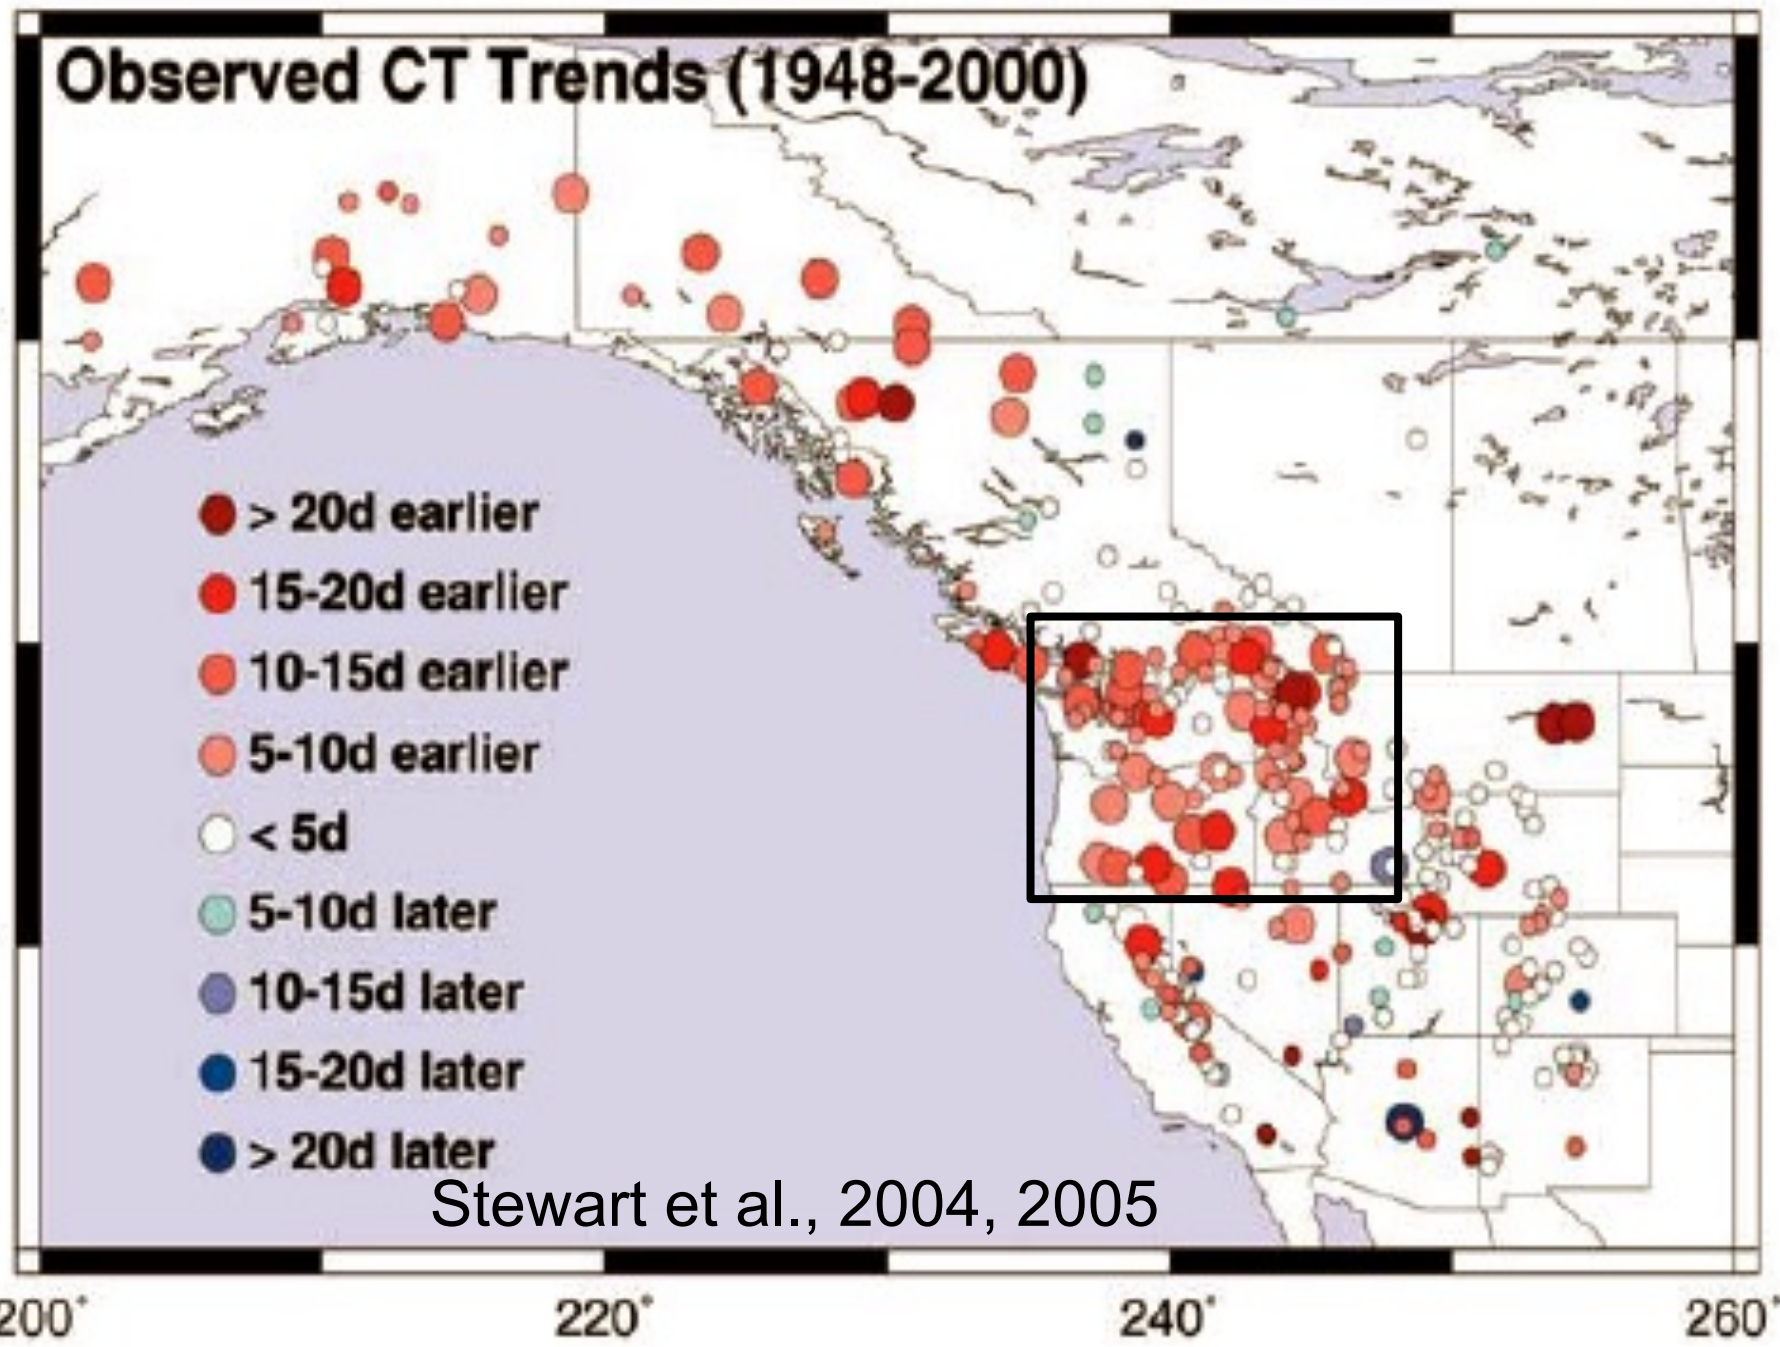 Observed CT Trends (1948-2000)
> 20d earlier
15-20d earlier
10-15d earlier
5-10d earlier
< 5d
5-10d later
10-15d later
15-20d later
> 20d later
Stewart et al., 2004, 2005
200° 220° 240° 260°